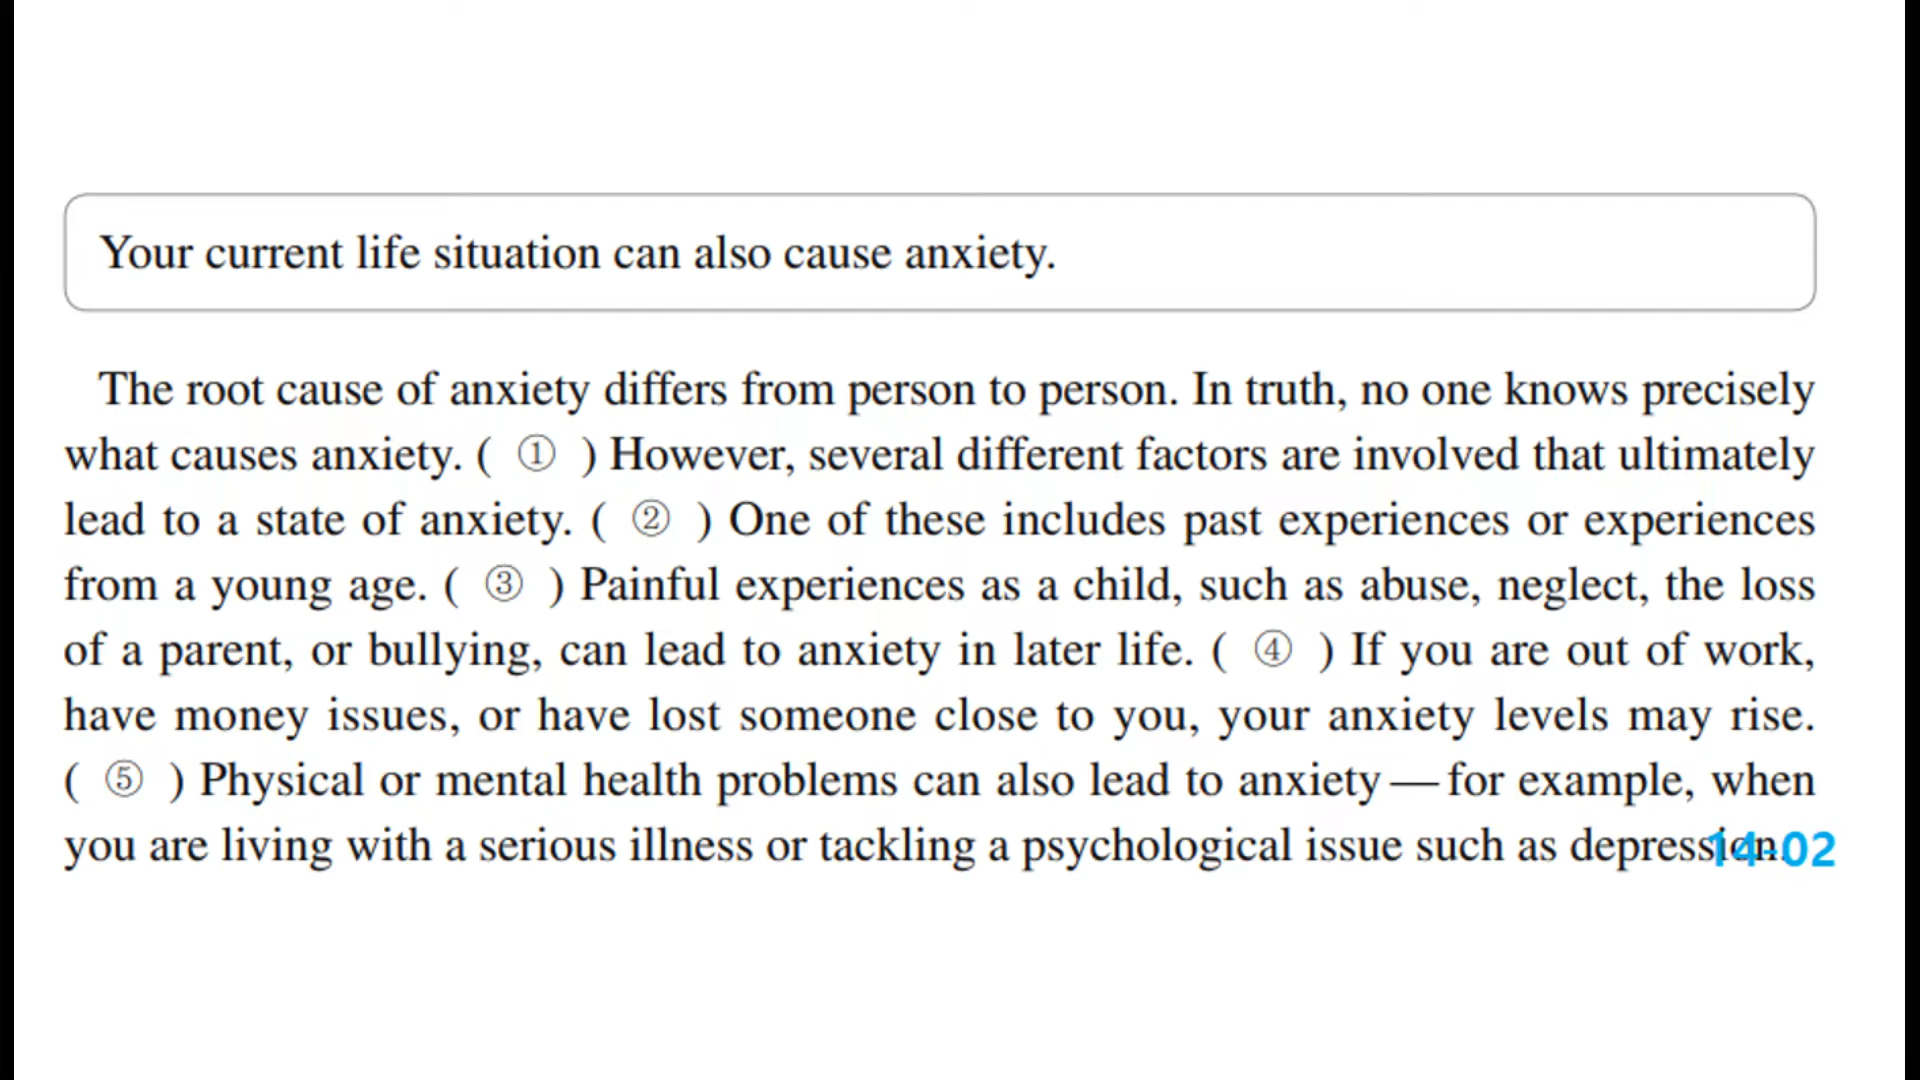 Your current life situation can also cause anxiety.
The root cause of anxiety differs from person to person. In truth, no one knows precisely
what causes anxiety. ( ① ) However, several different factors are involved that ultimately
lead to a state of anxiety. ( ② ) One of these includes past experiences or experiences
from a young age. ( ③ ) Painful experiences as a child, such as abuse, neglect, the loss
of a parent, or bullying, can lead to anxiety in later life. ( ④ ) If you are out of work,
have money issues, or have lost someone close to you, your anxiety levels may rise.
( ⑤ ) Physical or mental health problems can also lead to anxiety — for example, when
you are living with a serious illness or tackling a psychological issue such as depression.
14-02